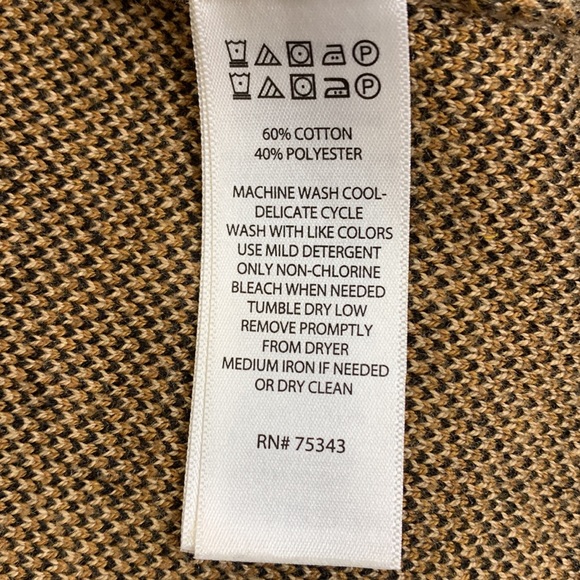 P
P
60% COTTON
40% POLYESTER
MACHINE WASH COOL-
DELICATE CYCLE
WASH WITH LIKE COLORS
USE MILD DETERGENT
ONLY NON-CHLORINE
BLEACH WHEN NEEDED
TUMBLE DRY LOW
REMOVE PROMPTLY
FROM DRYER
MEDIUM IRON IF NEEDED
OR DRY CLEAN
RN# 75343